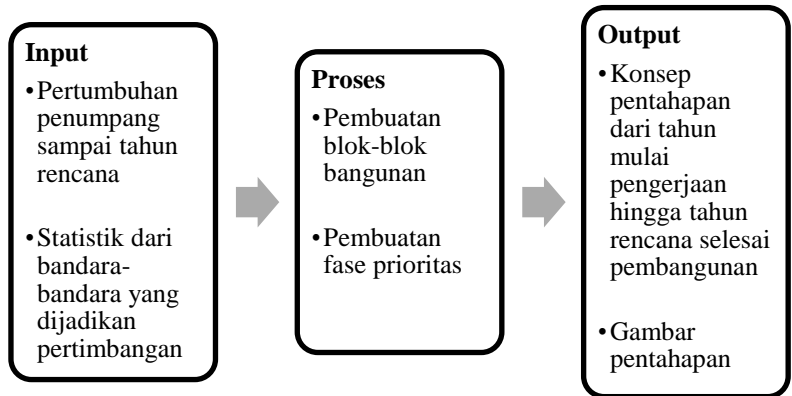 Input
•Pertumbuhan
penumpang
sampai tahun
rencana
•Statistik dari
bandara-
bandara yang
dijadikan
pertimbangan
Proses
•Pembuatan
blok-blok
bangunan
•Pembuatan
fase prioritas
Output
•Konsep
pentahapan
dari tahun
mulai
pengerjaan
hingga tahun
rencana selesai
pembangunan
•Gambar
pentahapan